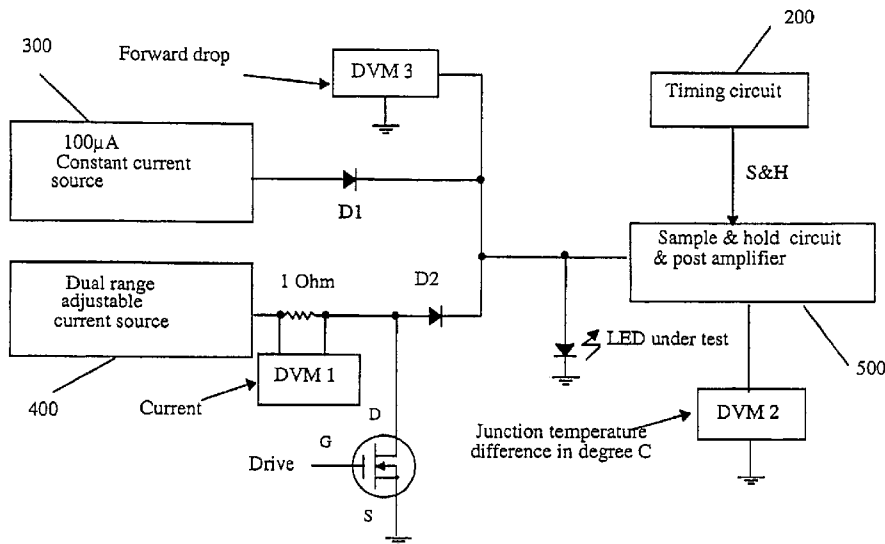 300
Forward drop
DVM 3
200
Timing circuit
100µA
Constant current
source
D1
S&H
Sample & hold circuit
& post amplifier
Dual range
adjustable
current source
1 Ohm
D2
LED under test
500
400
Current
DVM 1
D
G
Drive
S
DVM 2
Junction temperature
difference in degree C